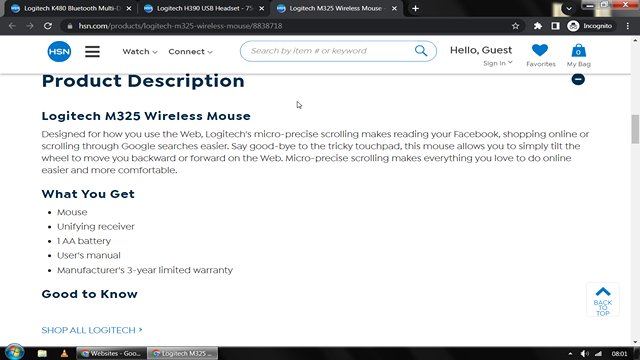 Logitech K480 Bluetooth Multi-D
Logitech H390 USB Headset - 75
Logitech M325 Wireless Mouse -
hsn.com/products/logitech-m325-wireless-mouse/8838718
Incognito
HSN
Watch
Connect
Search by item # or keyword
Hello, Guest
Sign In
Favorites
0
My Bag
Product Description
Logitech M325 Wireless Mouse
Designed for how you use the Web, Logitech's micro-precise scrolling makes reading your Facebook, shopping online or
scrolling through Google searches easier. Say good-bye to the tricky touchpad, this mouse allows you to simply tilt the
wheel to move you backward or forward on the Web. Micro-precise scrolling makes everything you love to do online
easier and more comfortable.
What You Get
• Mouse
• Unifying receiver
• 1 AA battery
• User's manual
• Manufacturer's 3-year limited warranty
Good to Know
SHOP ALL LOGITECH
BACK
TO
TOP
Websites - Goo...
Logitech M325 ...
08:01